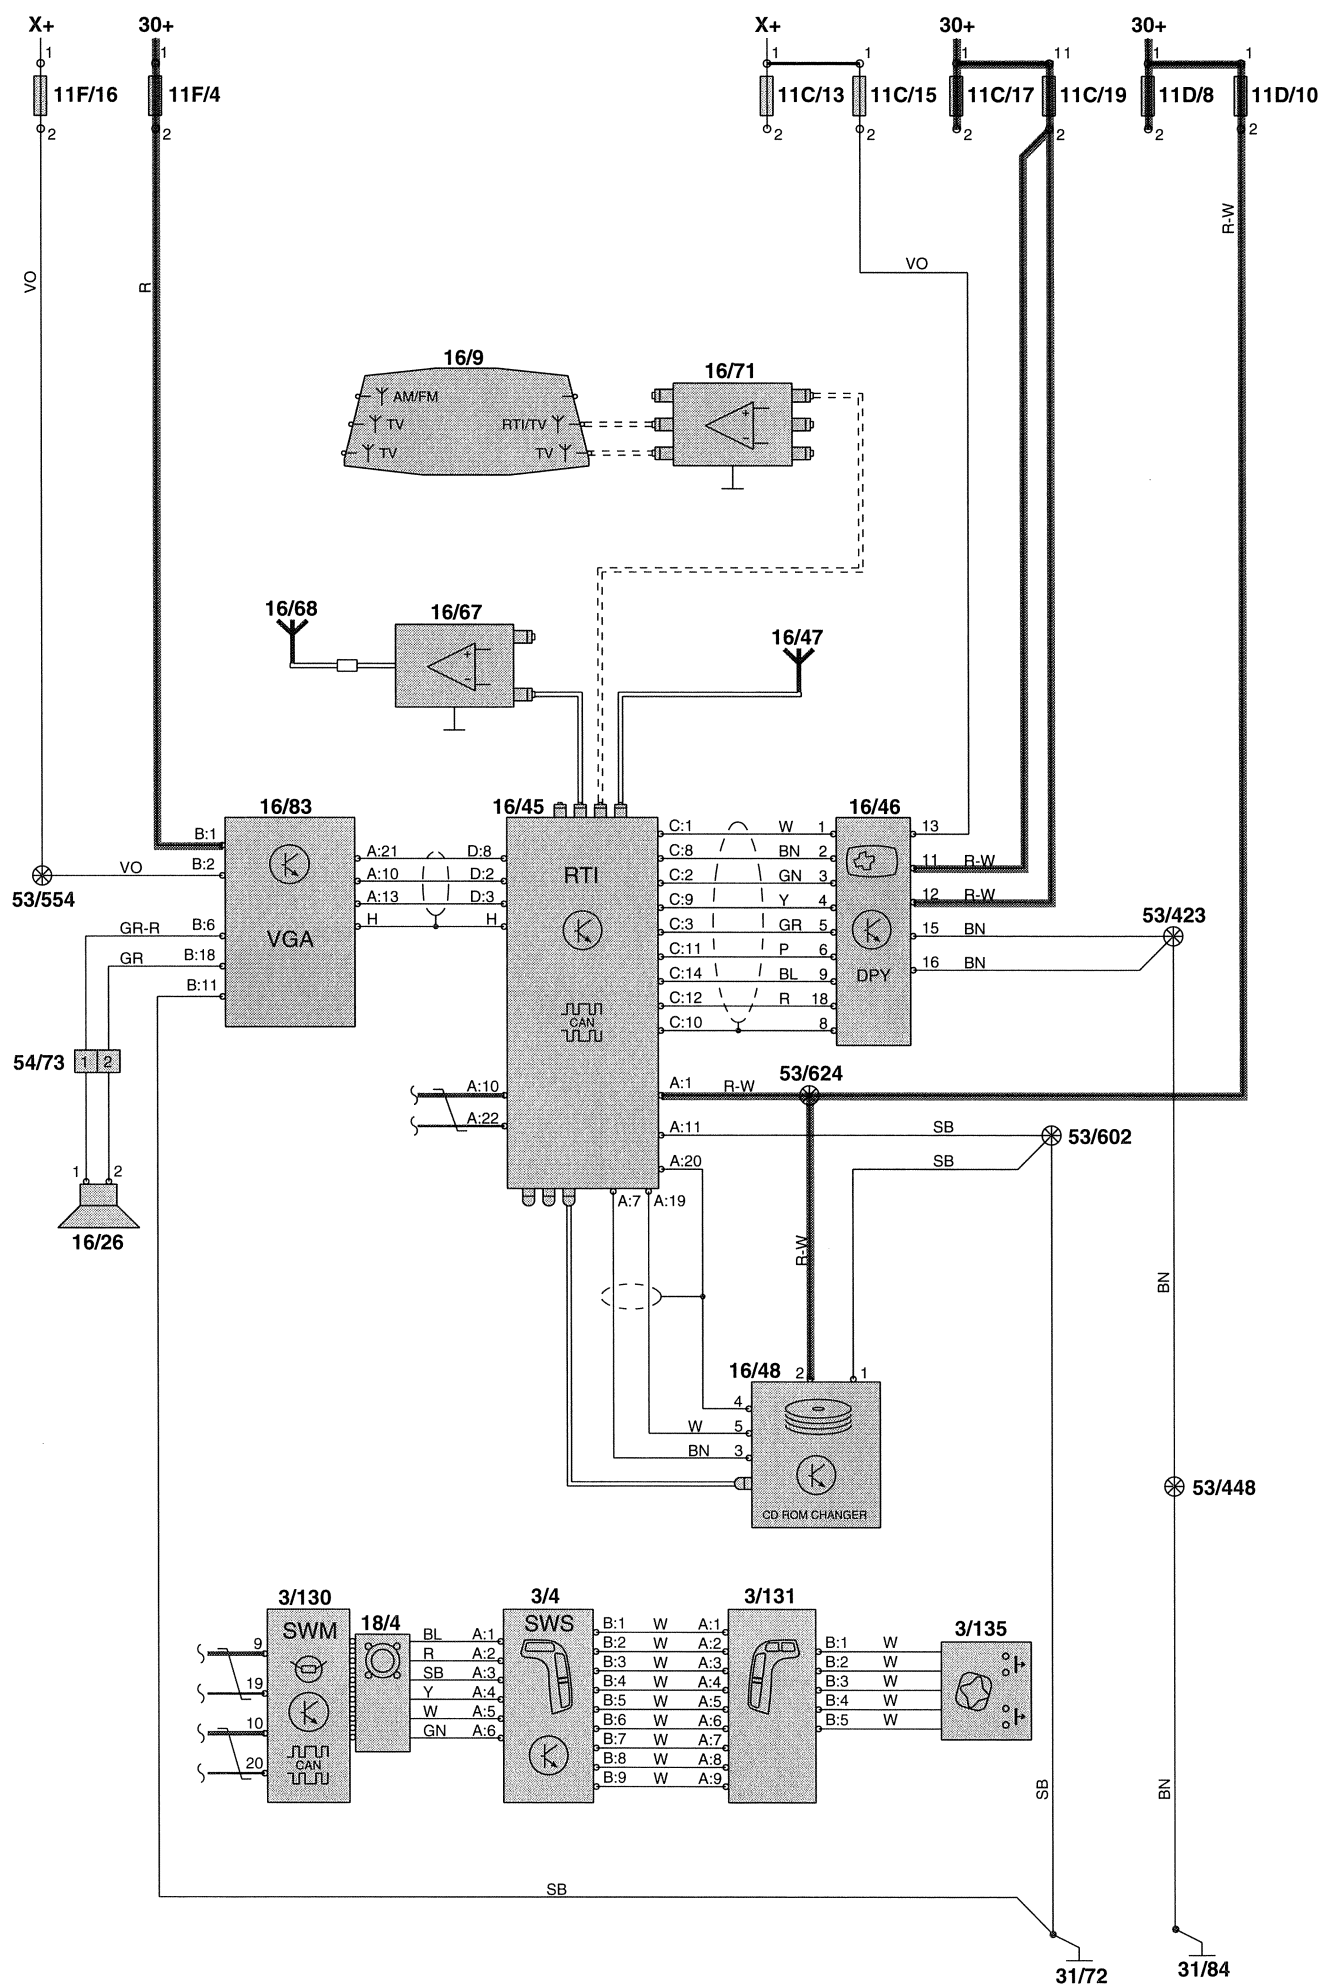 X+ 30+ X+ 30+ 30+
1 1 1 1 1 11 1 1
11F/16 11F/4 11C/13 11C/15 11C/17 11C/19 11D/8 11D/10
2 2 2 2 2 2 2 2
R-W
VO
VO R
16/9
16/71
AM/FM
TV RTI/TV
TV TV
+
-
16/68 16/67 16/47
+
-
16/83 16/45 16/46
B:1
B:2
VO
53/554
GR-R B:6
GR B:18
B:11
VGA
A:21 D:8
A:10 D:2
A:13 D:3
H H
RTI
CAN
C:1 W 1
C:8 BN 2
C:2 GN 3
C:9 Y 4
C:3 GR 5
C:11 P 6
C:14 BL 9
C:12 R 18
C:10 8
DPY
13
11 R-W
12 R-W
15 BN
16 BN
53/423
54/73 1 2
1 2
16/26
A:10
A:22
A:1 R-W 53/624
A:11 SB 53/602
A:20 SB
A:7 A:19
R-W
BN
16/48 2 1
4
W 5
BN 3
CD ROM CHANGER
53/448
3/130 18/4 3/4 3/131 3/135
SWM
9
19
10
20
CAN
BL A:1
R A:2
SB A:3
Y A:4
W A:5
GN A:6
SWS
B:1 W A:1
B:2 W A:2
B:3 W A:3
B:4 W A:4
B:5 W A:5
B:6 W A:6
B:7 W A:7
B:8 W A:8
B:9 W A:9
B:1 W
B:2 W
B:3 W
B:4 W
B:5 W
SB BN
SB
31/72 31/84